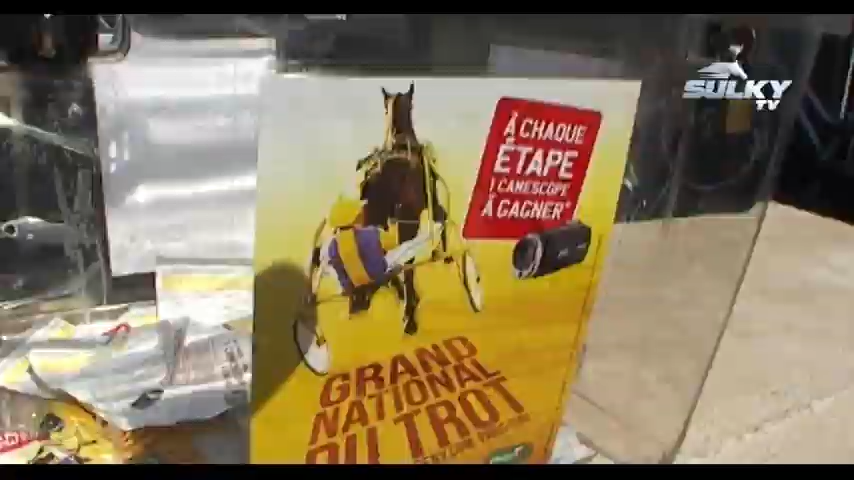 SULKY
TV
À CHAQUE
ÉTAPE
1 CAMESCOPE
À GAGNER*
GRAND
NATIONAL
DU TROT